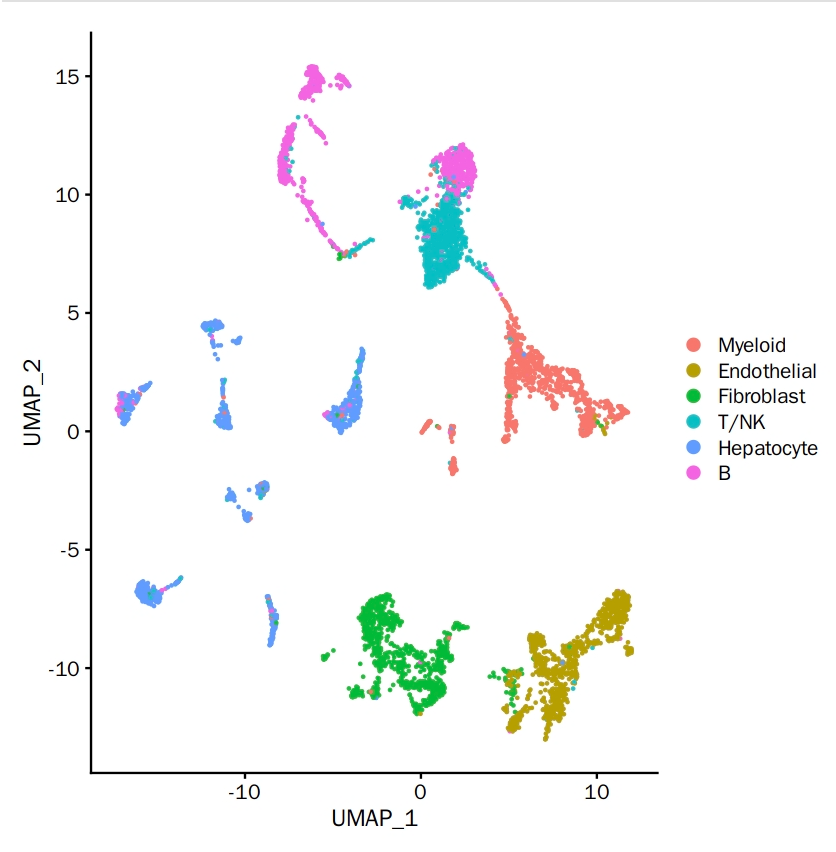 15
10
5
0
-5
-10
UMAP_2
-10
0
10
UMAP_1
Myeloid
Endothelial
Fibroblast
T/NK
Hepatocyte
B